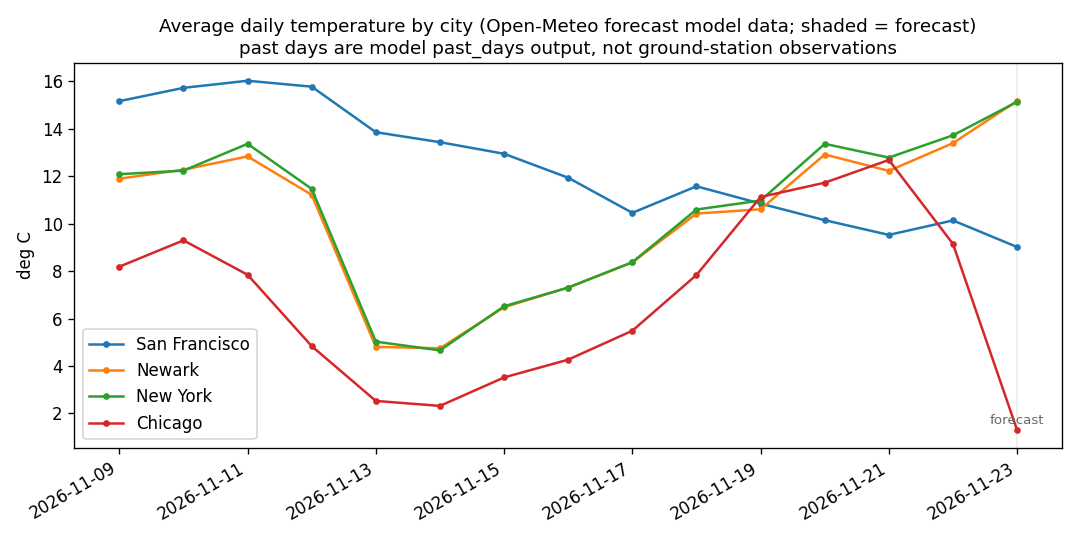 Average daily temperature by city (Open-Meteo forecast model data; shaded = forecast)
past days are model past_days output, not ground-station observations
deg C
16
14
12
10
8
6
4
2
San Francisco
Newark
New York
Chicago
forecast
2026-11-09
2026-11-11
2026-11-13
2026-11-15
2026-11-17
2026-11-19
2026-11-21
2026-11-23